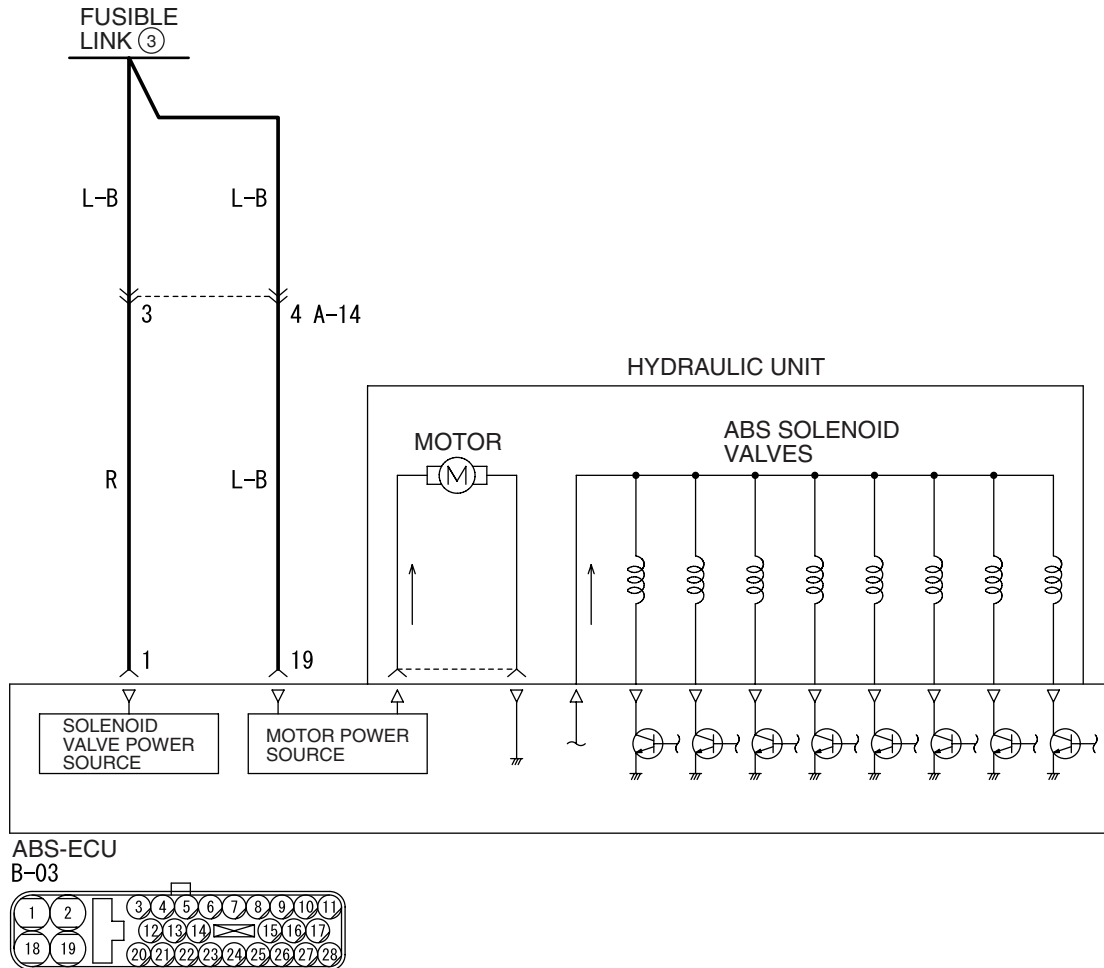 FUSIBLE
LINK ③
L-B L-B
3 4 A-14
HYDRAULIC UNIT
MOTOR
M
ABS SOLENOID
VALVES
R L-B
1 19
SOLENOID
VALVE POWER
SOURCE
MOTOR POWER
SOURCE
ABS-ECU
B-03
1 2 3 4 5 6 7 8 9 10 11
12 13 14 15 16 17
18 19 20 21 22 23 24 25 26 27 28